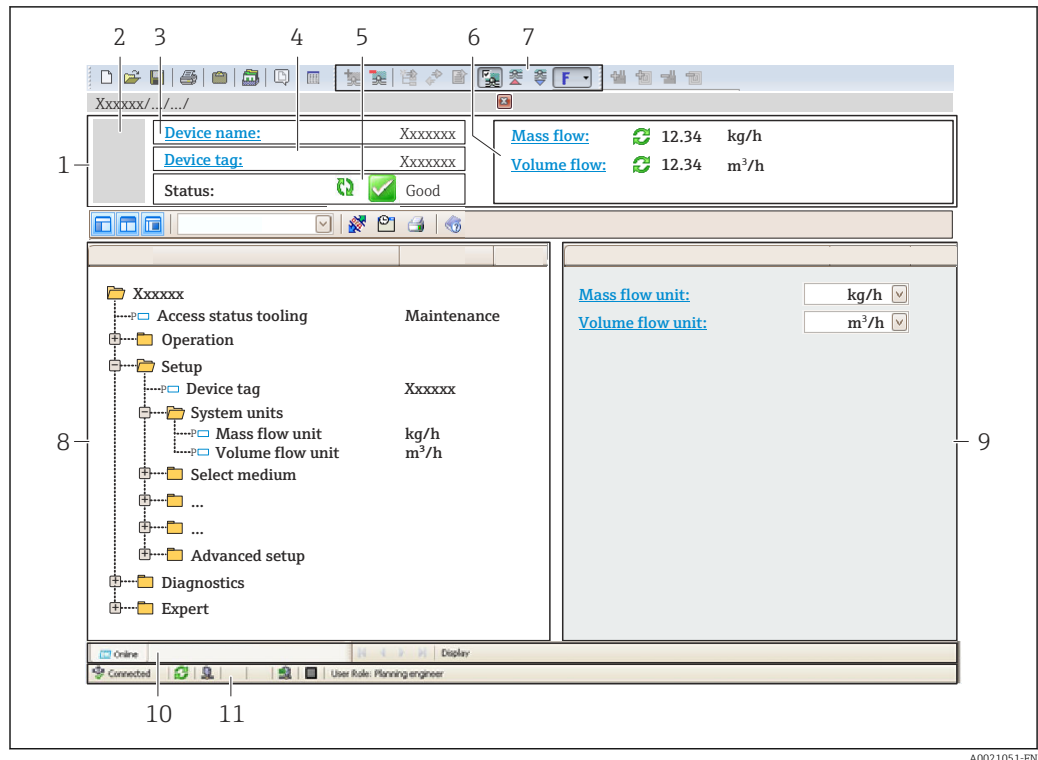 2 3 4 5 6 7
F
Xxxxxx/.../.../
1
Device name: Xxxxxxx
Device tag: Xxxxxxx
Status: Good
Mass flow: 12.34 kg/h
Volume flow: 12.34 m³/h
Xxxxxx
P Access status tooling Maintenance
Operation
Setup
P Device tag Xxxxxx
System units
P Mass flow unit kg/h
P Volume flow unit m³/h
Select medium
...
...
Advanced setup
Diagnostics
Expert
8
Mass flow unit: kg/h
Volume flow unit: m³/h
9
Online Display
Connected User Role: Planning engineer
10 11
A0021051-EN